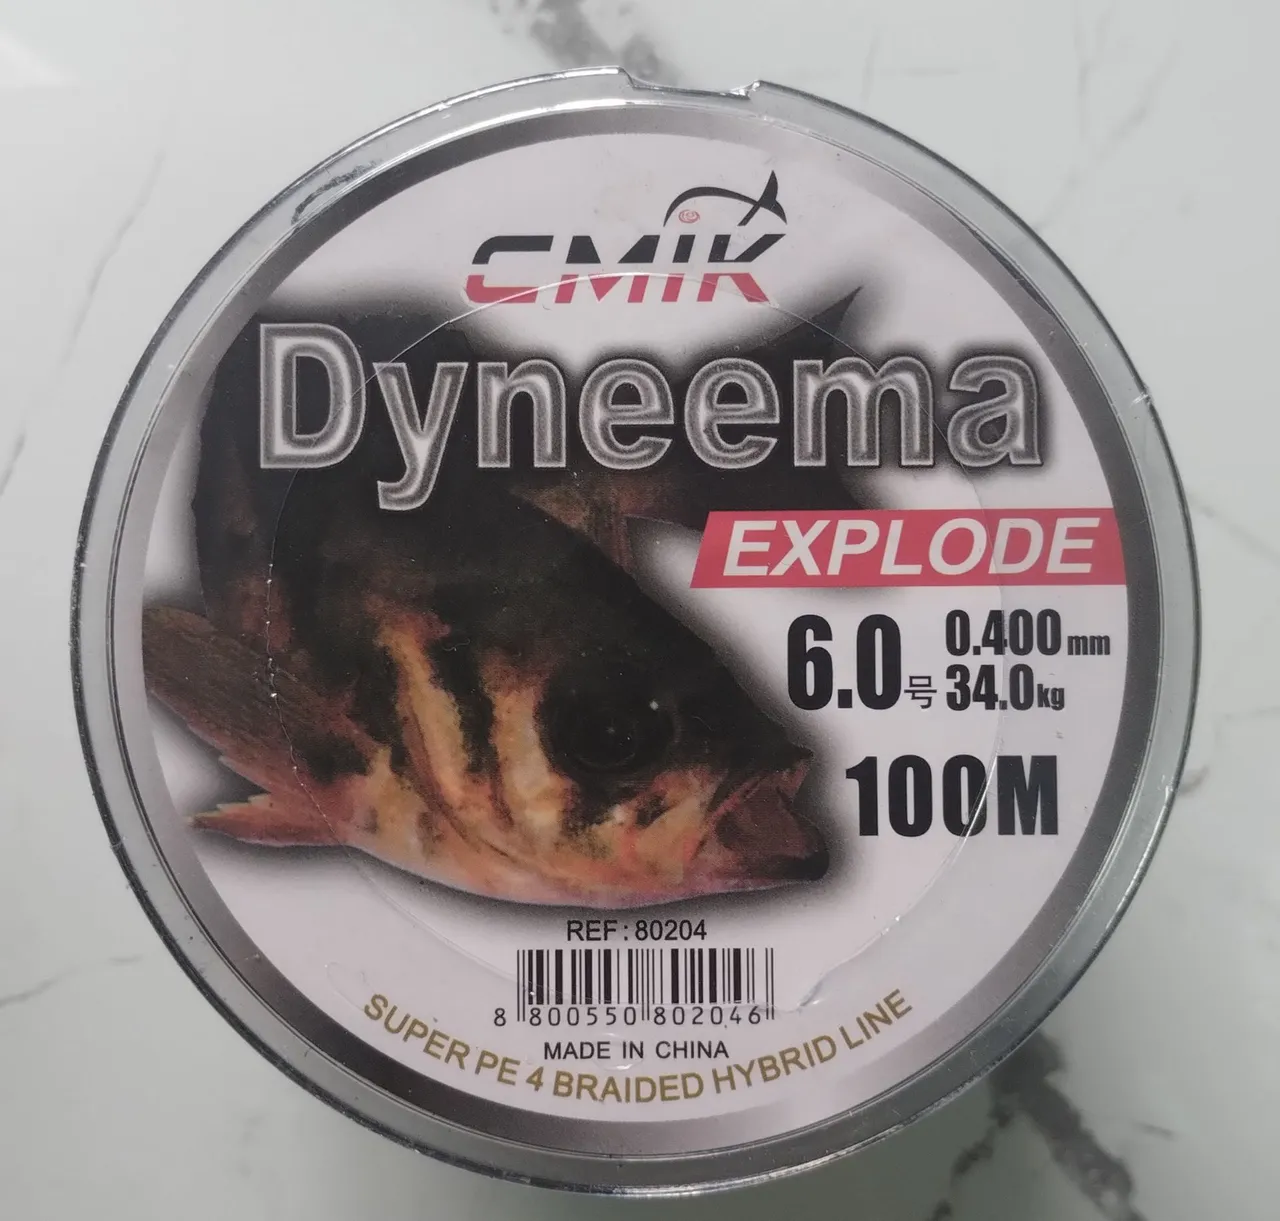 CMIK
Dyneema
EXPLODE
6.0号 0.400mm
34.0kg
100M
REF:80204
8 800550 802046
MADE IN CHINA
SUPER PE 4 BRAIDED HYBRID LINE